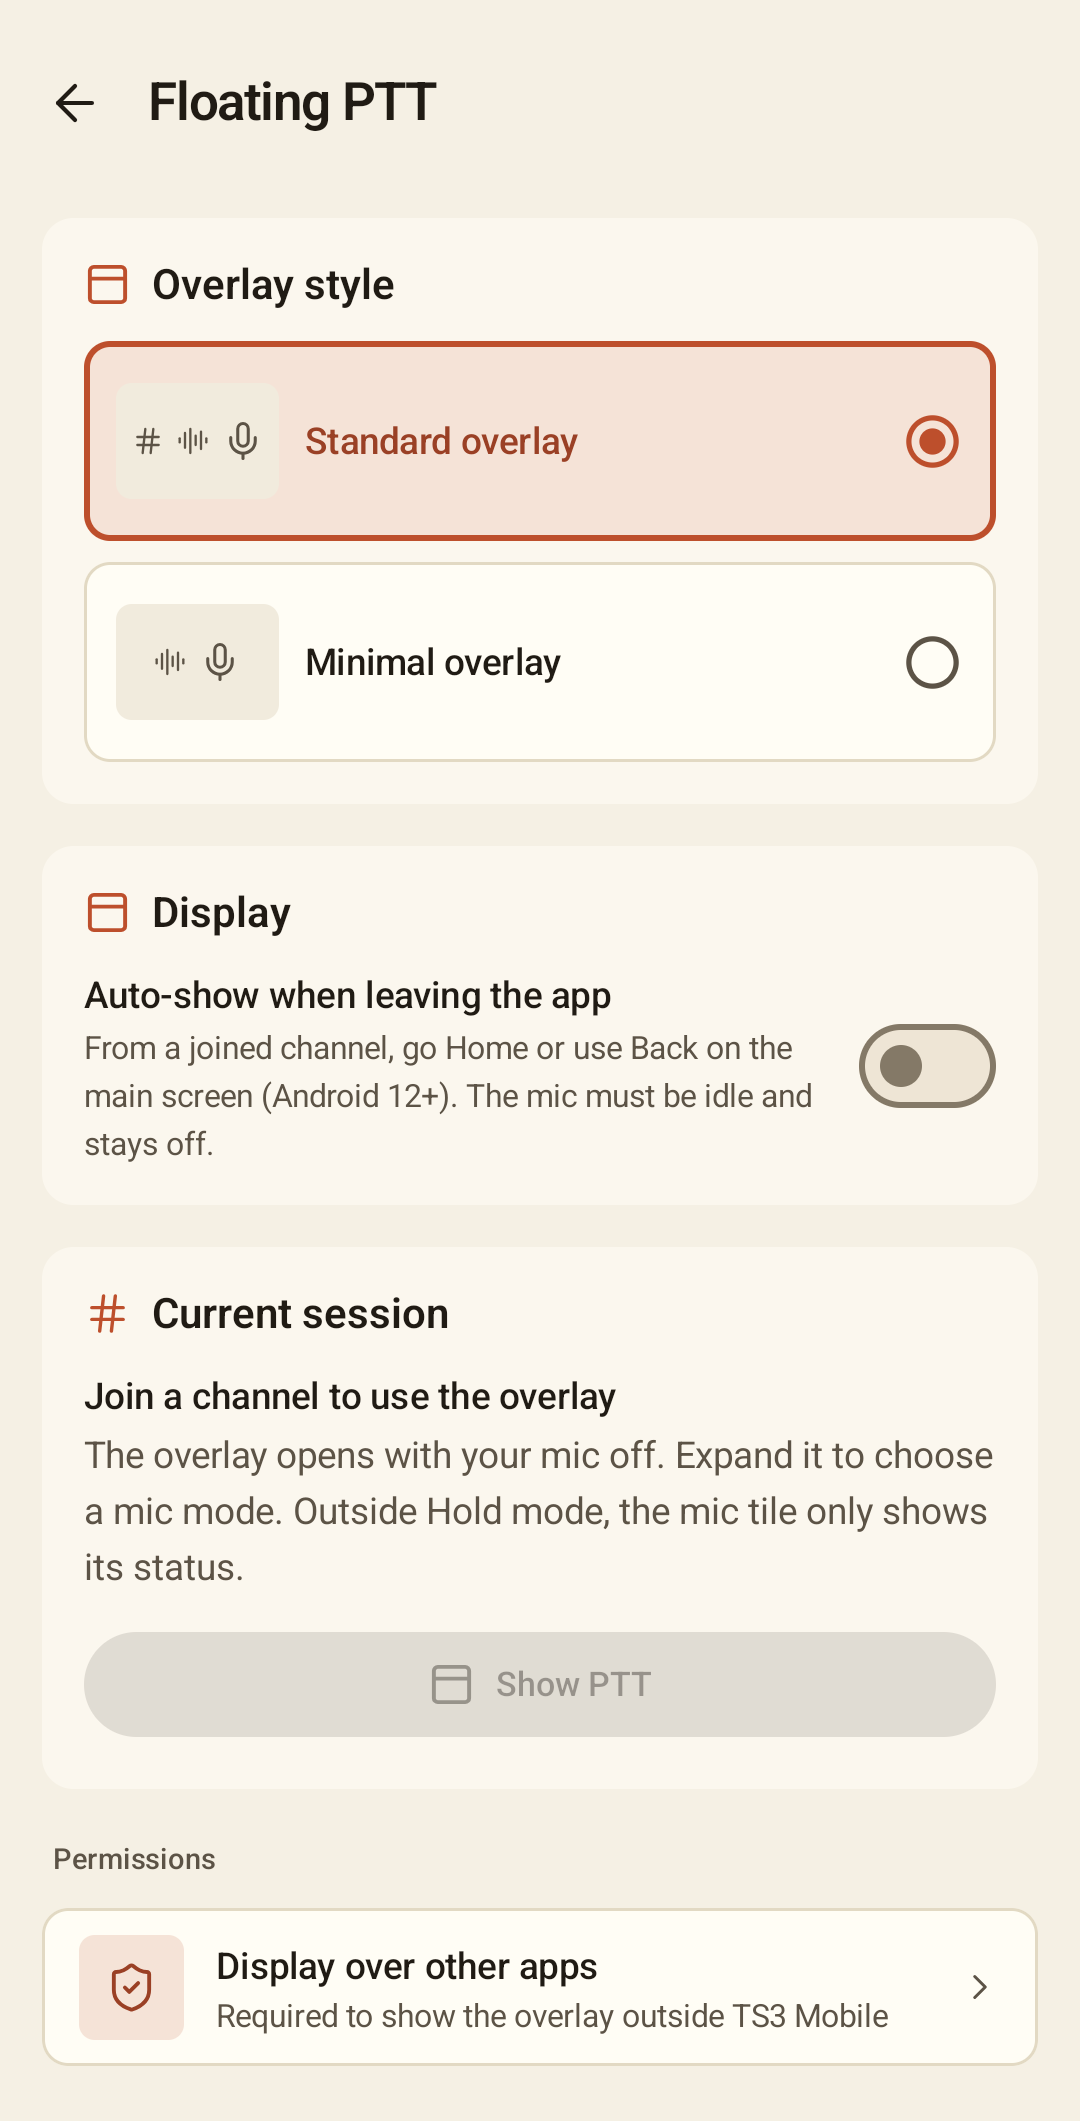 Floating PTT
Overlay style
Standard overlay
Minimal overlay
Display
Auto-show when leaving the app
From a joined channel, go Home or use Back on the
main screen (Android 12+). The mic must be idle and
stays off.
Current session
Join a channel to use the overlay
The overlay opens with your mic off. Expand it to choose
a mic mode. Outside Hold mode, the mic tile only shows
its status.
Show PTT
Permissions
Display over other apps
Required to show the overlay outside TS3 Mobile